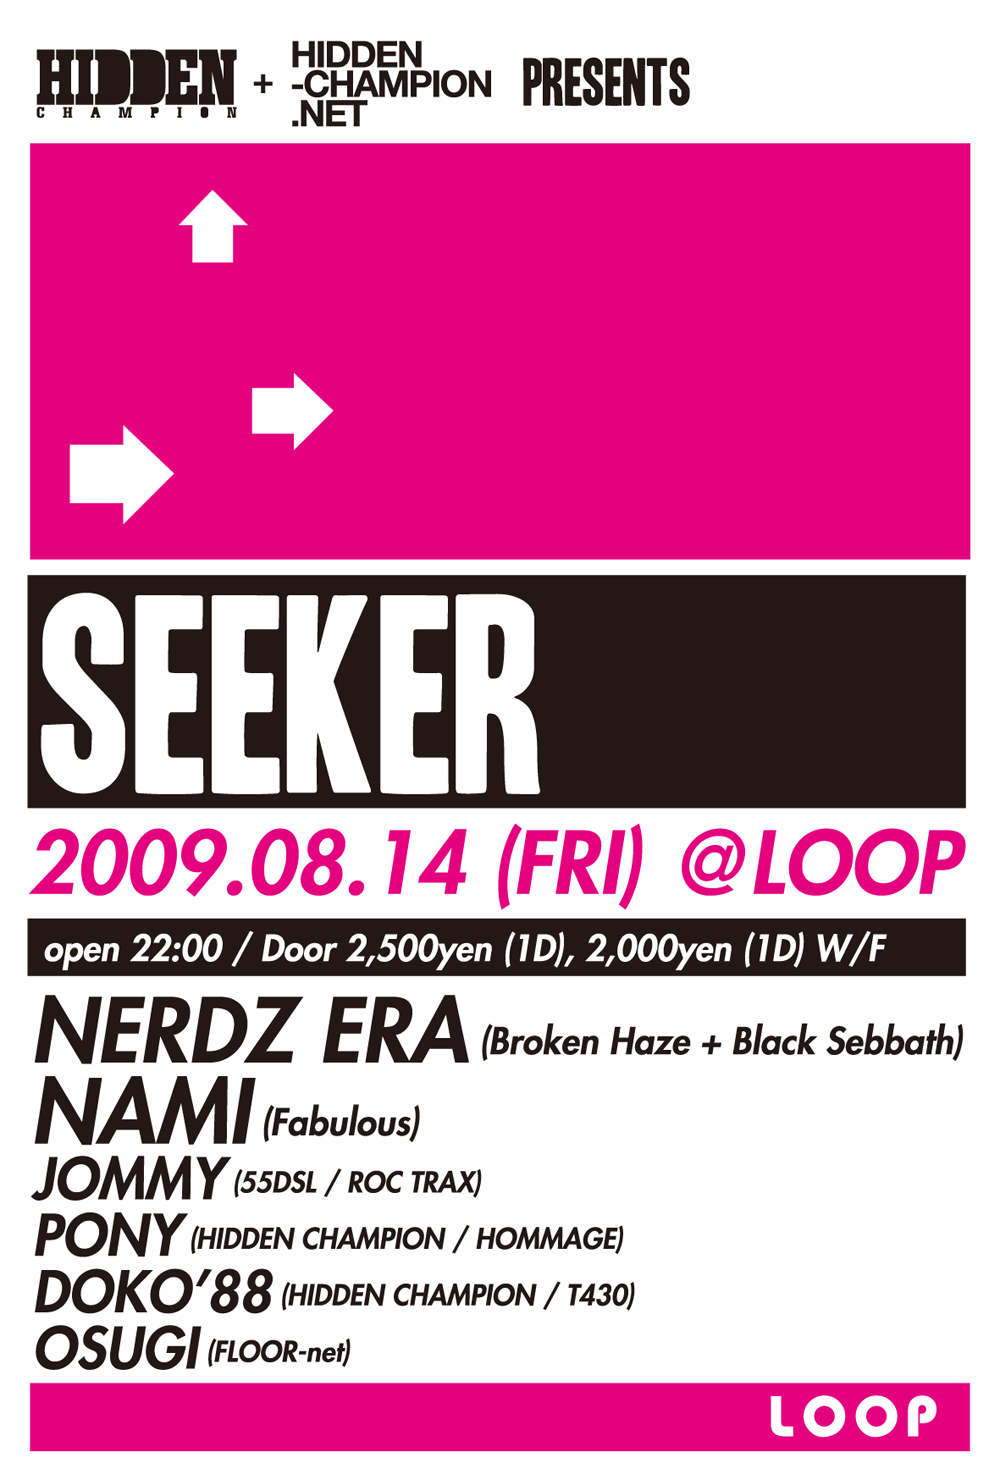 HIDDEN
CHAMPION
+
HIDDEN
-CHAMPION
.NET
PRESENTS
SEEKER
2009.08.14 (FRI) @LOOP
open 22:00 / Door 2,500yen (1D), 2,000yen (1D) W/F
NERDZ ERA (Broken Haze + Black Sebbath)
NAMI (Fabulous)
JOMMY (55DSL / ROC TRAX)
PONY (HIDDEN CHAMPION / HOMMAGE)
DOKO'88 (HIDDEN CHAMPION / T430)
OSUGI (FLOOR-net)
LOOP